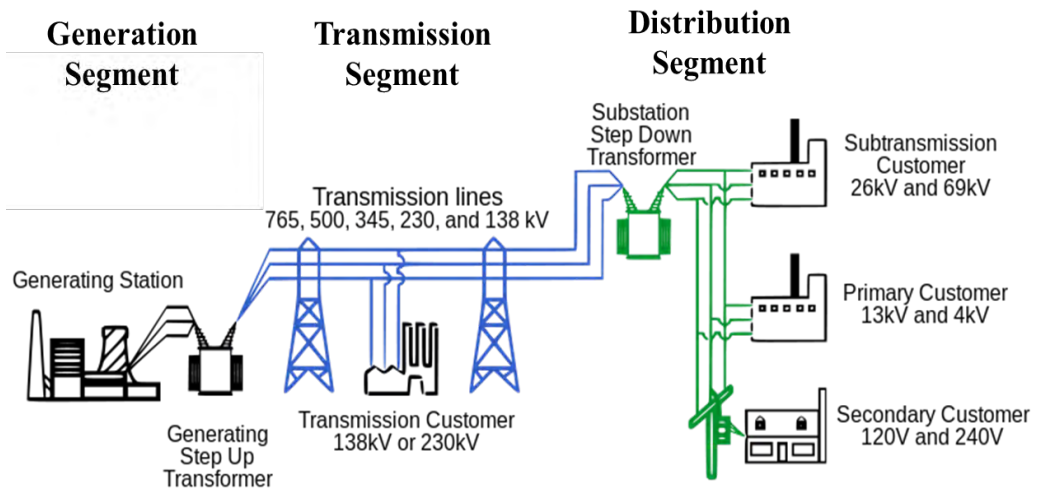 Generation
Segment
Transmission
Segment
Distribution
Segment
Substation
Step Down
Transformer
Subtransmission
Customer
26kV and 69kV
Transmission lines
765, 500, 345, 230, and 138 kV
Generating Station
Primary Customer
13kV and 4kV
Transmission Customer
138kV or 230kV
Secondary Customer
120V and 240V
Generating
Step Up
Transformer